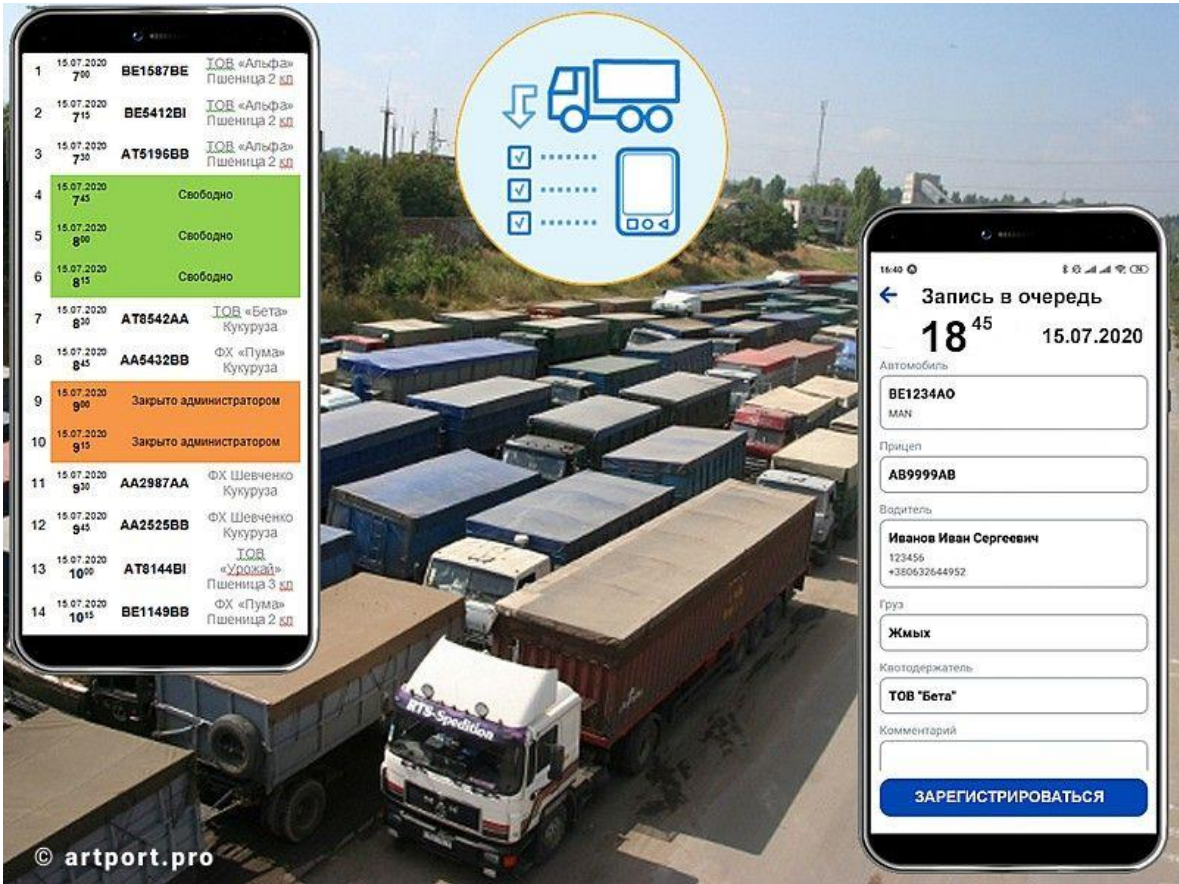 1 15.07.2020 7⁰⁰ BE1587BE ТОВ «Альфа»
Пшеница 2 кл
2 15.07.2020 7¹⁵ BE5412BI ТОВ «Альфа»
Пшеница 2 кл
3 15.07.2020 7³⁰ AT5196BB ТОВ «Альфа»
Пшеница 2 кл
4 15.07.2020 7⁴⁵ Свободно
5 15.07.2020 8⁰⁰ Свободно
6 15.07.2020 8¹⁵ Свободно
7 15.07.2020 8³⁰ AT8542AA ТОВ «Бета»
Кукуруза
8 15.07.2020 8⁴⁵ AA5432BB ФХ «Пума»
Кукуруза
9 15.07.2020 9⁰⁰ Закрыто администратором
10 15.07.2020 9¹⁵ Закрыто администратором
11 15.07.2020 9³⁰ AA2987AA ФХ Шевченко
Кукуруза
12 15.07.2020 9⁴⁵ AA2525BB ФХ Шевченко
Кукуруза
13 15.07.2020 10⁰⁰ AT8144BI ТОВ
«Урожай»
Пшеница 3 кл
14 15.07.2020 10¹⁵ BE1149BB ФХ «Пума»
Пшеница 2 кл
16:40
Запись в очередь
18⁴⁵ 15.07.2020
Автомобиль
BE1234AO
MAN
Прицеп
AB9999AB
Водитель
Иванов Иван Сергеевич
123456
+380632644952
Груз
Жмых
Квотодержатель
ТОВ "Бета"
Комментарий
ЗАРЕГИСТРИРОВАТЬСЯ
RTS-Spedition
MAN
© artport.pro